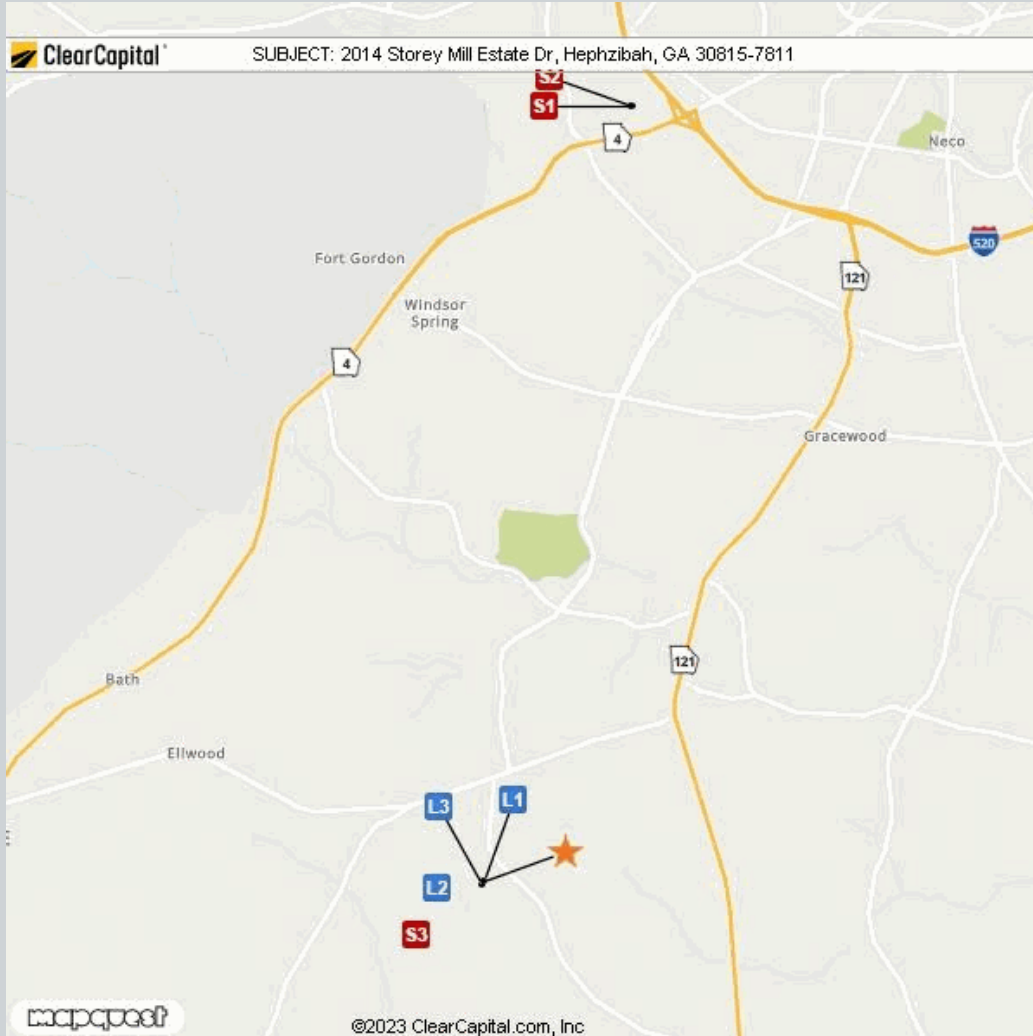 ClearCapital
SUBJECT: 2014 Storey Mill Estate Dr, Hephzibah, GA 30815-7811
S2
S1
4
Neco
520
Fort Gordon
121
Windsor
Spring
4
Gracewood
121
Bath
Ellwood
L3
L1
L2
S3
mapquest
©2023 ClearCapital.com, Inc